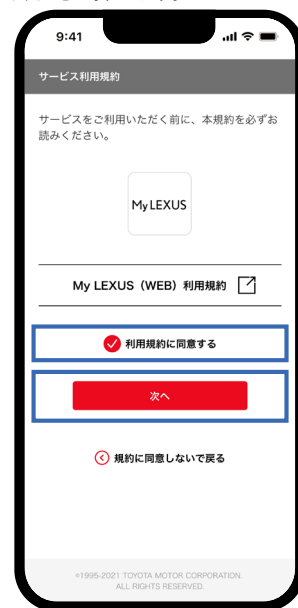 9:41
サービス利用規約
サービスをご利用いただく前に、本規約を必ずお
読みください。
My LEXUS
My LEXUS（WEB）利用規約
利用規約に同意する
次へ
規約に同意しないで戻る
©1995-2021 TOYOTA MOTOR CORPORATION.
ALL RIGHTS RESERVED.